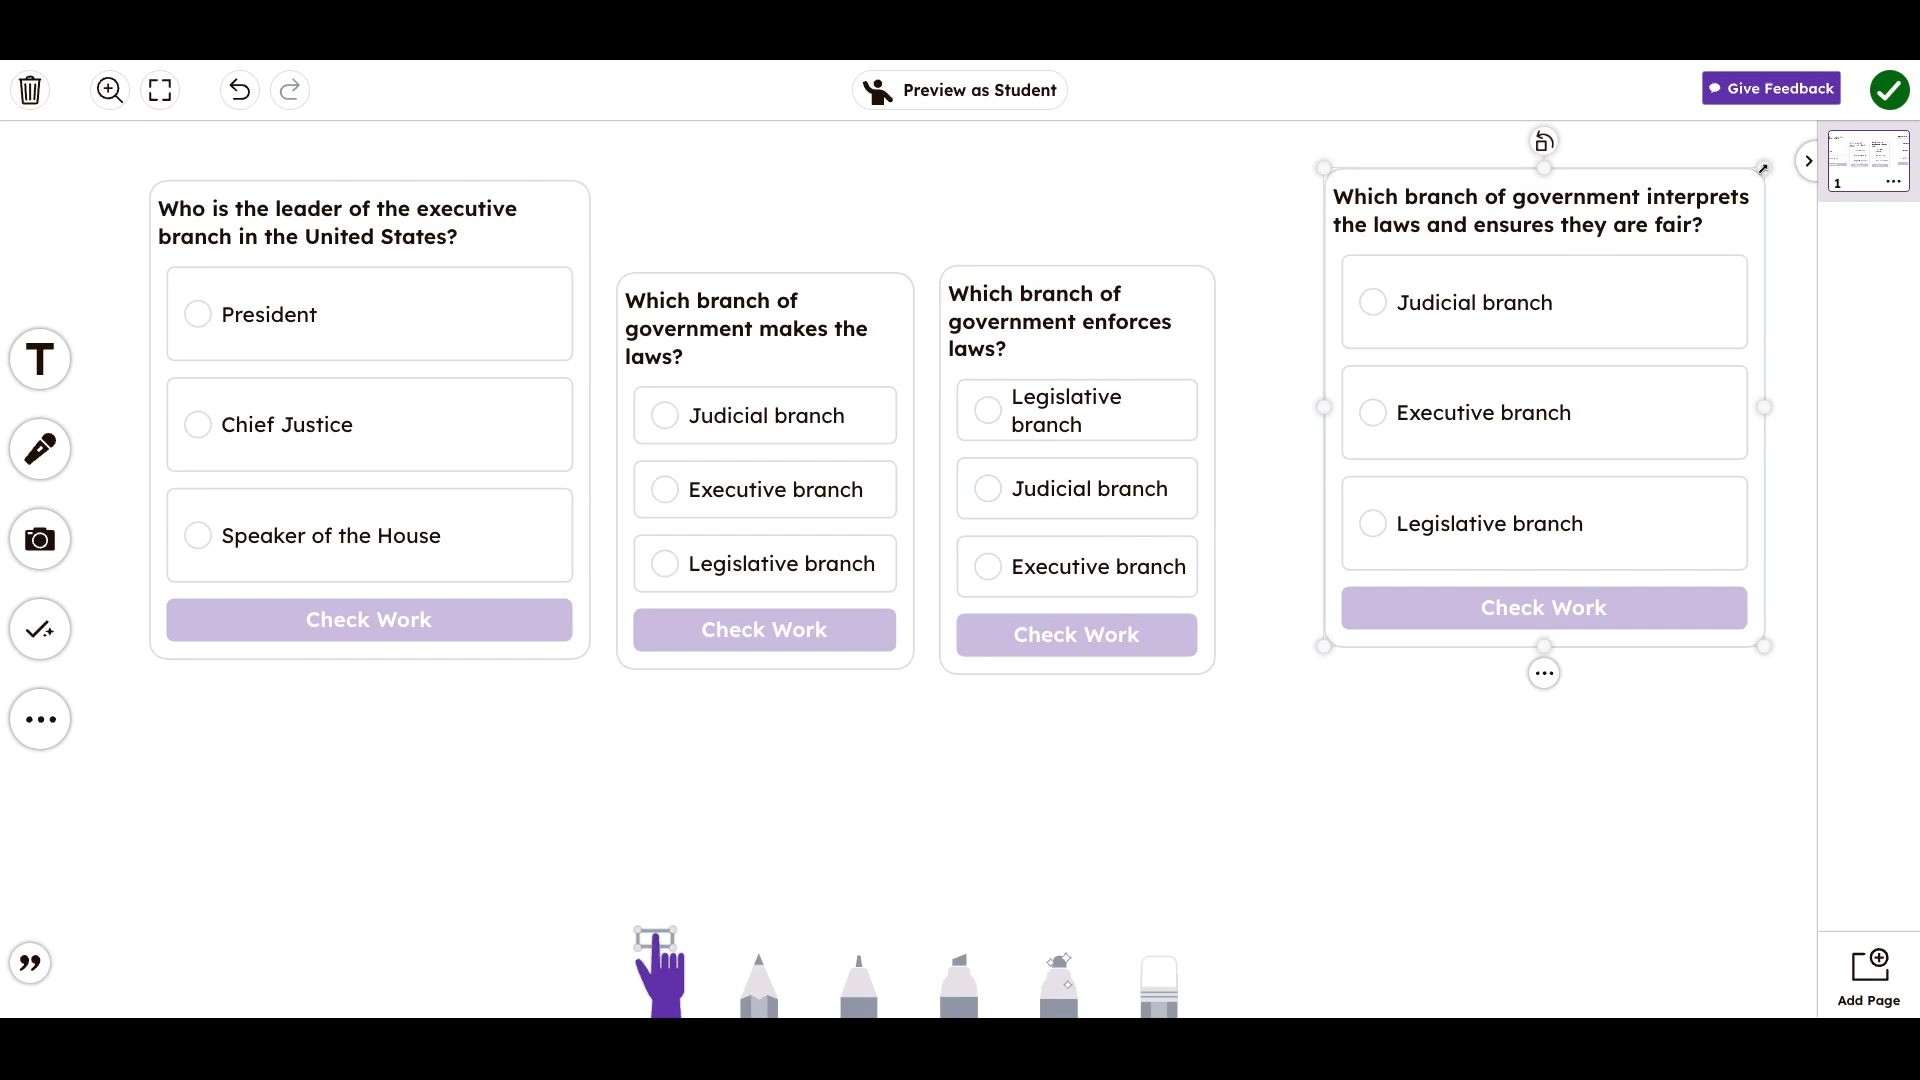 Preview as Student
Give Feedback
Who is the leader of the executive
branch in the United States?
President
Chief Justice
Speaker of the House
Check Work
Which branch of
government makes the
laws?
Judicial branch
Executive branch
Legislative branch
Check Work
Which branch of
government enforces
laws?
Legislative
branch
Judicial branch
Executive branch
Check Work
Which branch of government interprets
the laws and ensures they are fair?
Judicial branch
Executive branch
Legislative branch
Check Work
T
1
Add Page